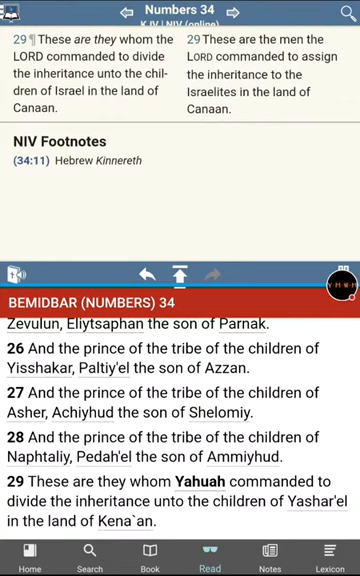 Numbers 34
KJV | NIV (online)
29 ¶ These are they whom the
LORD commanded to divide
the inheritance unto the chil-
dren of Israel in the land of
Canaan.
29 These are the men the
LORD commanded to assign
the inheritance to the
Israelites in the land of
Canaan.
NIV Footnotes
(34:11) Hebrew Kinnereth
Y-M-W-M
BEMIDBAR (NUMBERS) 34
Zevulun, Eliytsaphan the son of Parnak.
26 And the prince of the tribe of the children of
Yisshakar, Paltiy'el the son of Azzan.
27 And the prince of the tribe of the children of
Asher, Achiyhud the son of Shelomiy.
28 And the prince of the tribe of the children of
Naphtaliy, Pedah'el the son of Ammiyhud.
29 These are they whom Yahuah commanded to
divide the inheritance unto the children of Yashar'el
in the land of Kena`an.
Home
Search
Book
Read
Notes
Lexicon